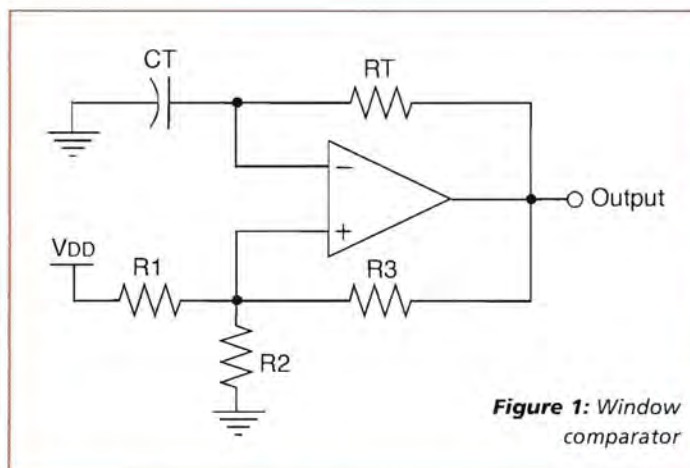 CT
RT
−
Output
+
VDD
R1
R3
R2
Figure 1: Window
comparator